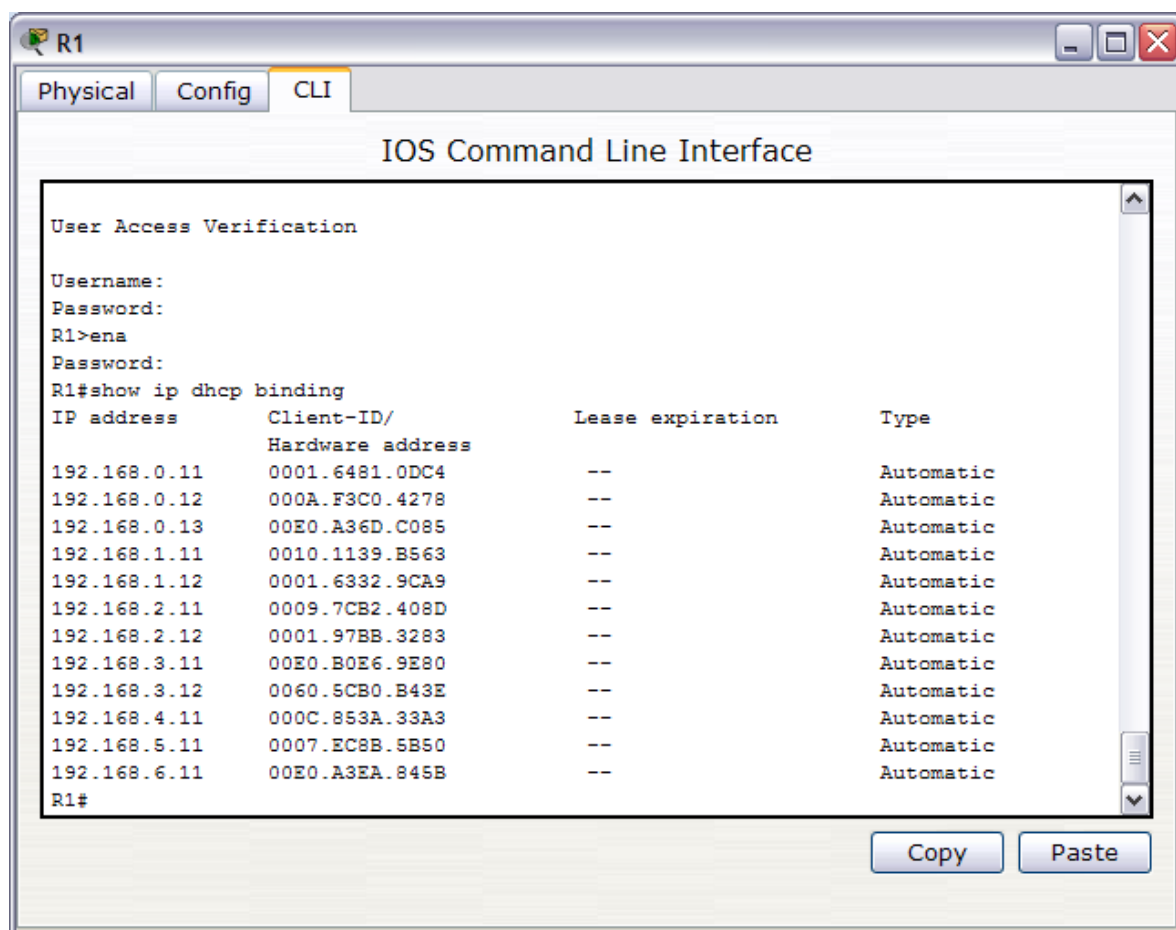 R1
Physical Config CLI
IOS Command Line Interface
User Access Verification
Username:
Password:
R1>ena
Password:
R1#show ip dhcp binding
IP address Client-ID/ Lease expiration Type
Hardware address
192.168.0.11 0001.6481.0DC4 -- Automatic
192.168.0.12 000A.F3C0.4278 -- Automatic
192.168.0.13 00E0.A36D.C085 -- Automatic
192.168.1.11 0010.1139.B563 -- Automatic
192.168.1.12 0001.6332.9CA9 -- Automatic
192.168.2.11 0009.7CB2.408D -- Automatic
192.168.2.12 0001.97BB.3283 -- Automatic
192.168.3.11 00E0.B0E6.9E80 -- Automatic
192.168.3.12 0060.5CB0.B43E -- Automatic
192.168.4.11 000C.853A.33A3 -- Automatic
192.168.5.11 0007.EC8B.5B50 -- Automatic
192.168.6.11 00E0.A3EA.845B -- Automatic
R1#
Copy Paste